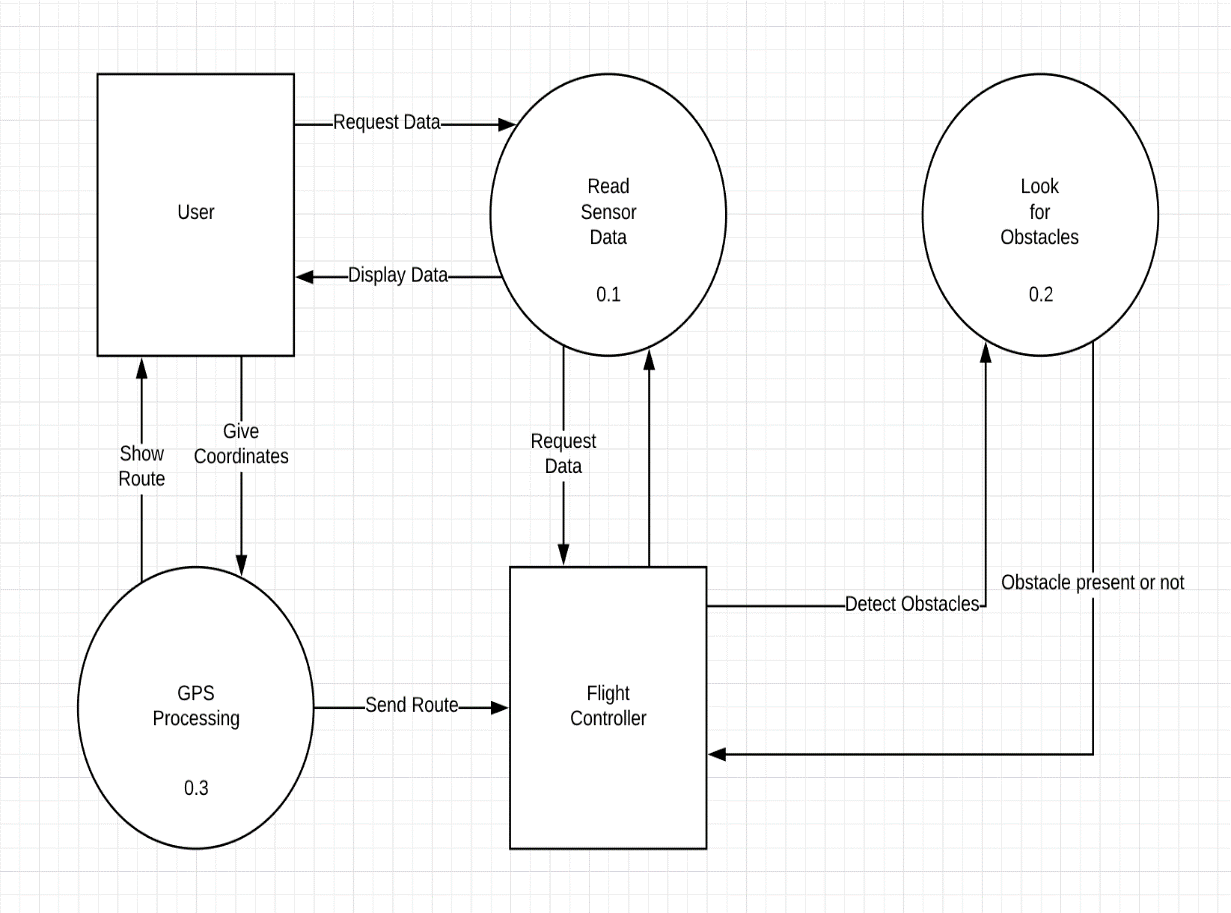 Request Data
User
Read
Sensor
Data
0.1
Look
for
Obstacles
0.2
Display Data
Show
Route
Give
Coordinates
Request
Data
Detect Obstacles
Obstacle present or not
GPS
Processing
0.3
Send Route
Flight
Controller